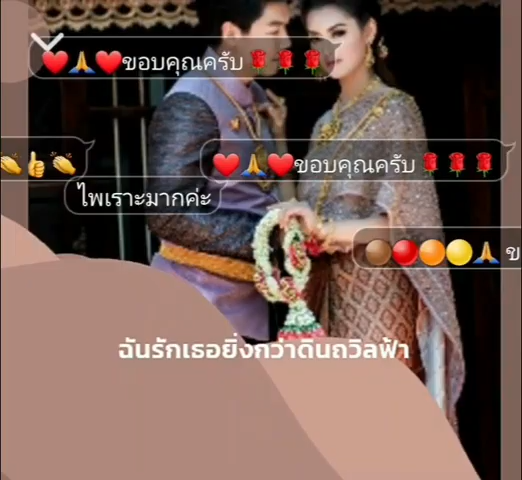 ❤️🙏❤️ขอบคุณครับ🌹🌹🌹
👏👍👏
❤️🙏❤️ขอบคุณครับ🌹🌹🌹
ไพเราะมากค่ะ
🟤🔴🟠🟡🙏 ข
ฉันรักเธอยิ่งกว่าดินถวิลฟ้า